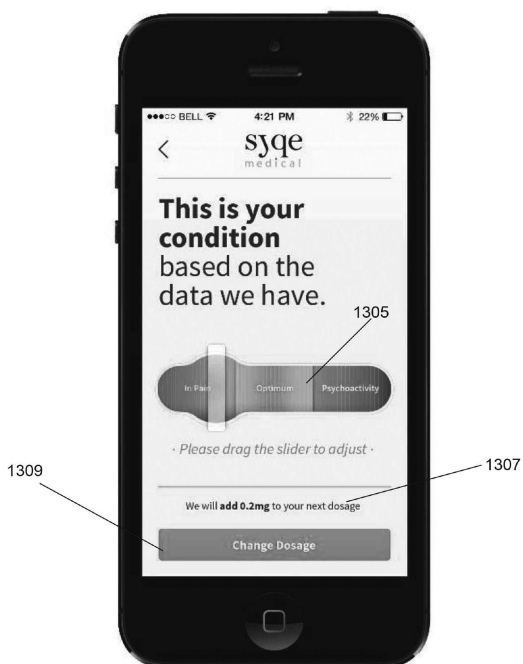 ●●●○○ BELL 4:21 PM 22%
<
syqe
medical
This is your
condition
based on the
data we have.
1305
In Pain Optimum Psychoactivity
· Please drag the slider to adjust ·
1309
1307
We will add 0.2mg to your next dosage
Change Dosage